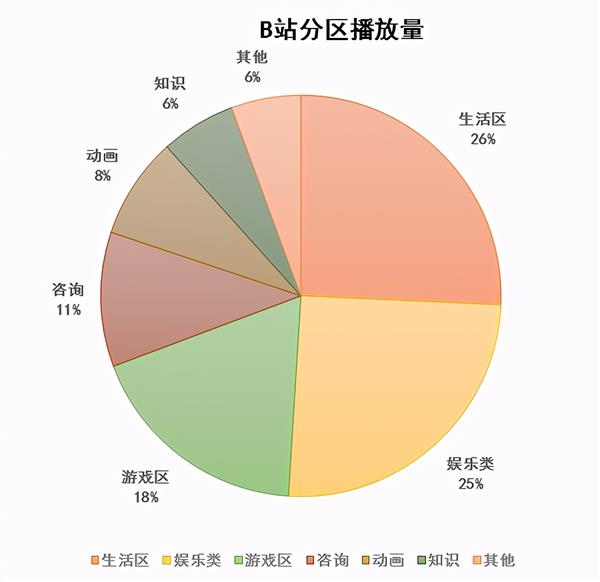 B站分区播放量
其他
6%
知识
6%
生活区
26%
动画
8%
咨询
11%
娱乐类
25%
游戏区
18%
生活区 娱乐类 游戏区 咨询 动画 知识 其他